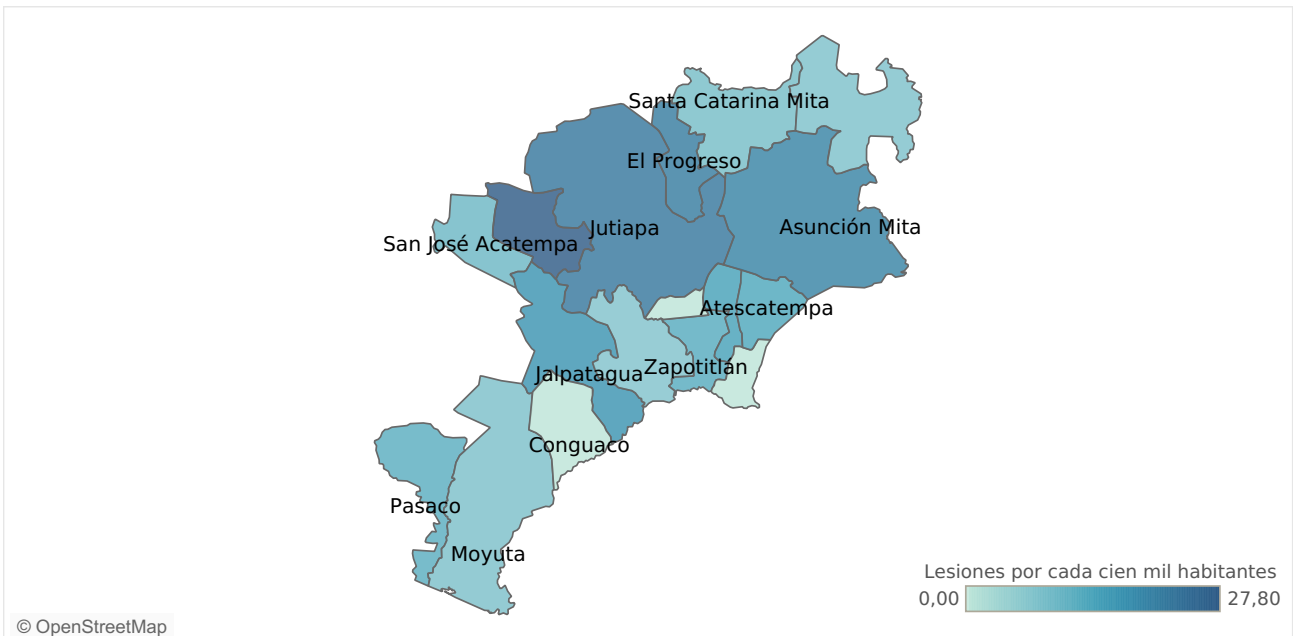 Santa Catarina Mita
El Progreso
Jutiapa
Asunción Mita
San José Acatempa
Atescatempa
Zapotitlán
Jalpatagua
Conguaco
Pasaco
Moyuta
Lesiones por cada cien mil habitantes
0,00 27,80
© OpenStreetMap